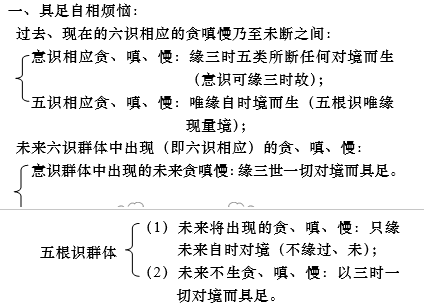 一、具足自相烦恼：
过去、现在的六识相应的贪嗔慢乃至未断之间：
意识相应贪、嗔、慢：缘三时五类所断任何对境而生
（意识可缘三时故）；
五识相应贪、嗔、慢：唯缘自时境而生（五根识唯缘
现量境）；
未来六识群体中出现（即六识相应）的贪、嗔、慢：
意识群体中出现的未来贪嗔慢：缘三世一切对境而具足。
五根识群体
（1）未来将出现的贪、嗔、慢：只缘
未来自时对境（不缘过、未）；
（2）未来不生贪、嗔、慢：以三时一
切对境而具足。